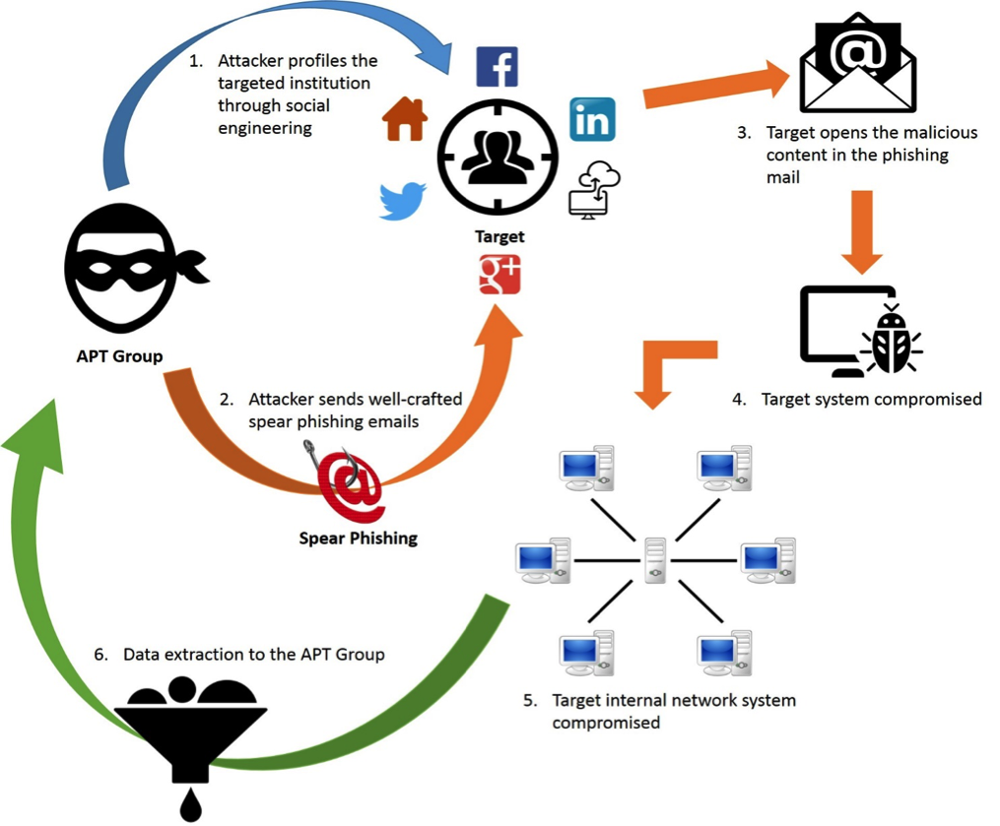 1. Attacker profiles the
targeted institution
through social
engineering
f
in
Target
g+
@
3. Target opens the malicious
content in the phishing
mail
APT Group
2. Attacker sends well-crafted
spear phishing emails
@
Spear Phishing
4. Target system compromised
5. Target internal network system
compromised
6. Data extraction to the APT Group